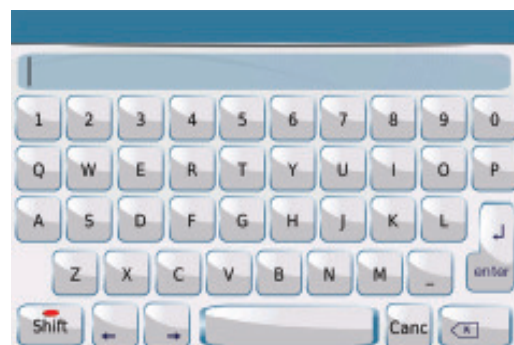 1 2 3 4 5 6 7 8 9 0
Q W E R T Y U I O P
A S D F G H J K L
enter
Z X C V B N M _
Shift ← → Canc